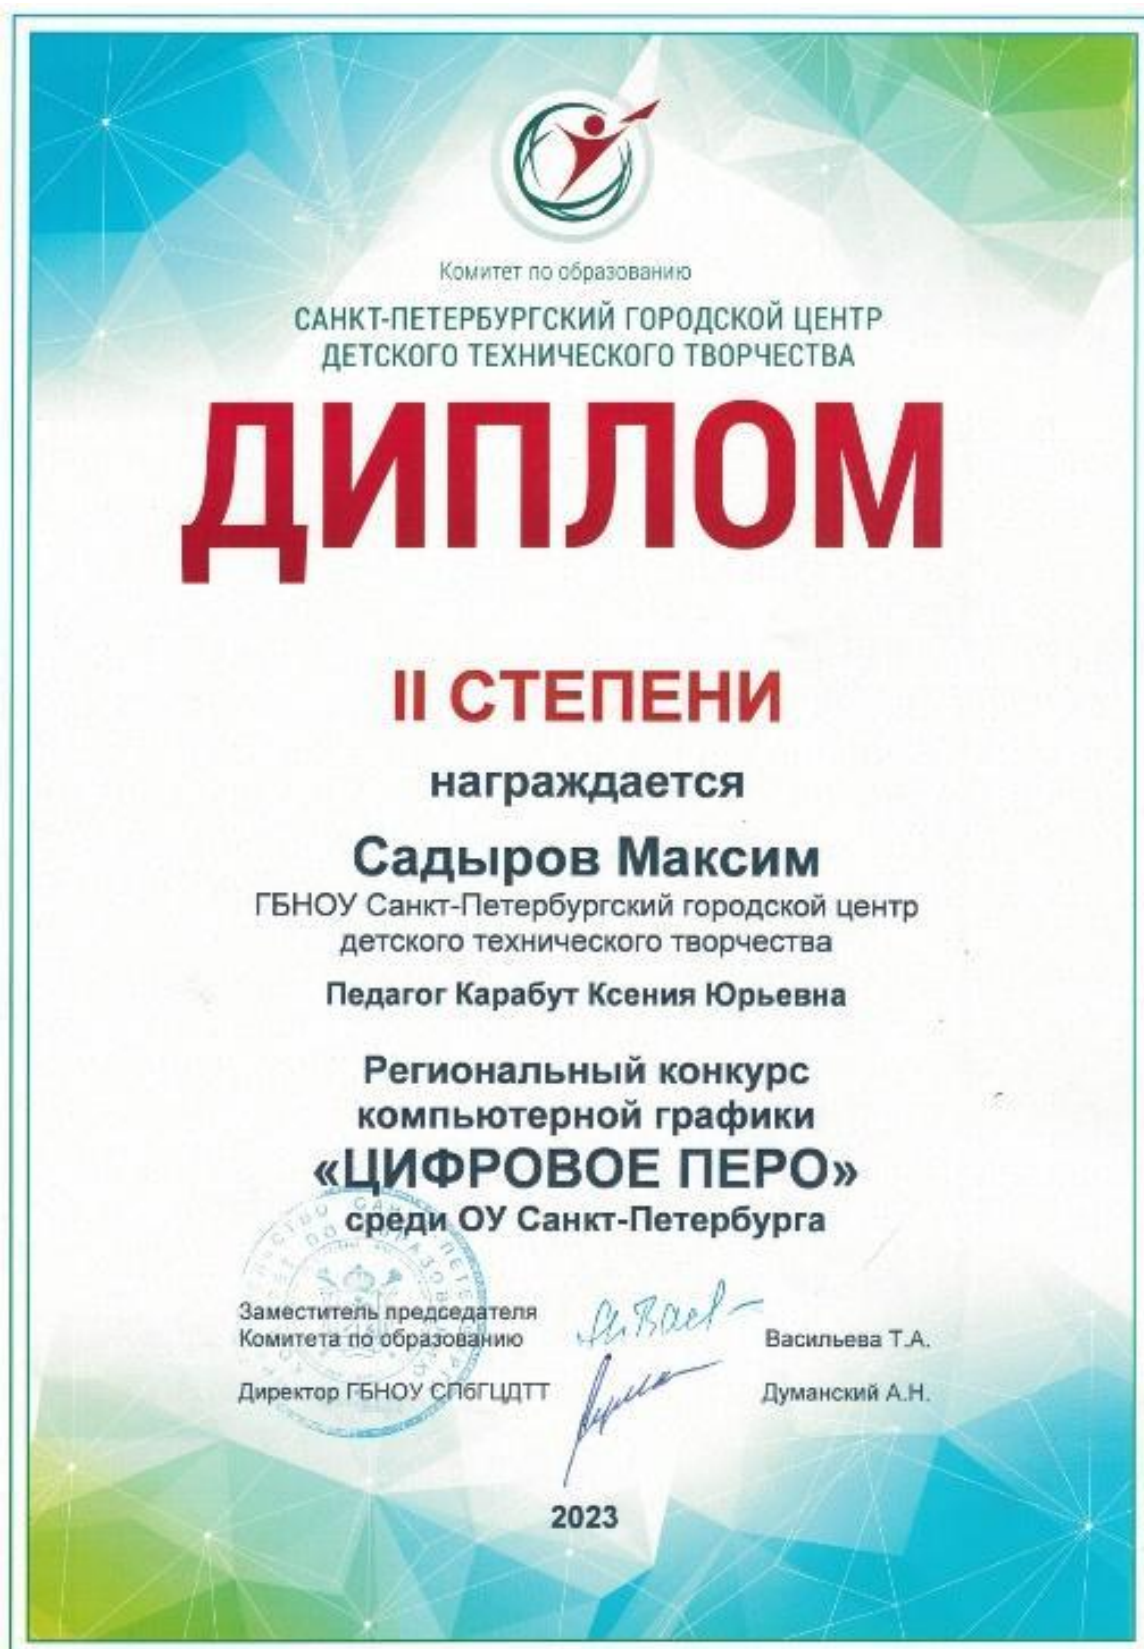 Комитет по образованию
САНКТ-ПЕТЕРБУРГСКИЙ ГОРОДСКОЙ ЦЕНТР
ДЕТСКОГО ТЕХНИЧЕСКОГО ТВОРЧЕСТВА
ДИПЛОМ
II СТЕПЕНИ
награждается
Садыров Максим
ГБНОУ Санкт-Петербургский городской центр
детского технического творчества
Педагог Карабут Ксения Юрьевна
Региональный конкурс
компьютерной графики
«ЦИФРОВОЕ ПЕРО»
среди ОУ Санкт-Петербурга
Заместитель председателя
Комитета по образованию
Васильева Т.А.
Директор ГБНОУ СПбГЦДТТ
Думанский А.Н.
2023